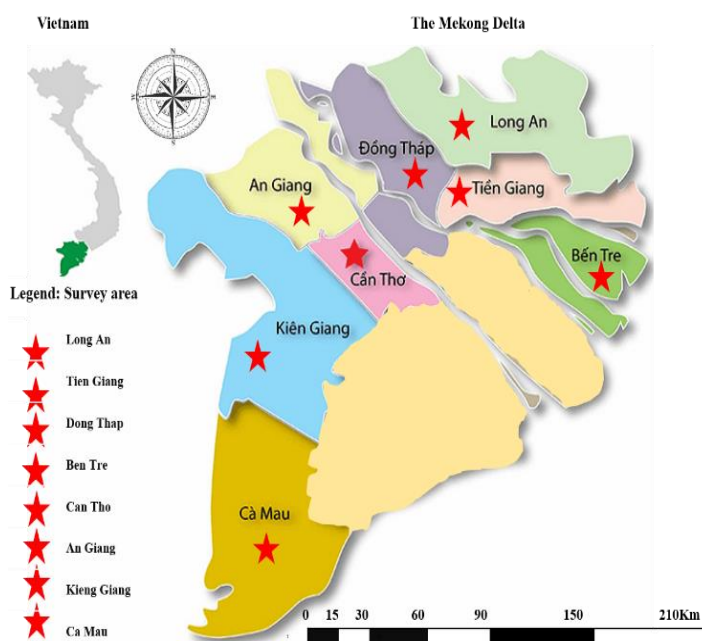 Vietnam
The Mekong Delta
N
W
E
S
Long An
Đồng Tháp
Tiền Giang
An Giang
Bến Tre
Cần Thơ
Kiên Giang
Cà Mau
Legend: Survey area
Long An
Tien Giang
Dong Thap
Ben Tre
Can Tho
An Giang
Kieng Giang
Ca Mau
0 15 30 60 90 150 210Km